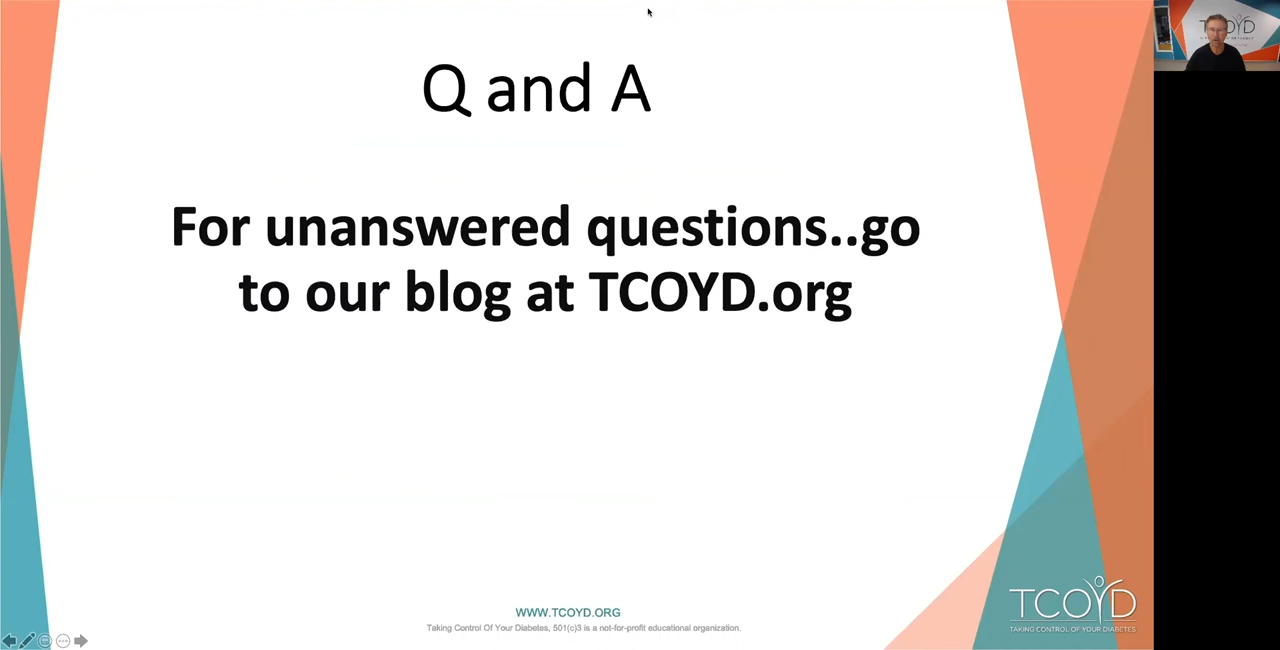 Q and A
For unanswered questions..go
to our blog at TCOYD.org
WWW.TCOYD.ORG
Taking Control Of Your Diabetes, 501(c)3 is a not-for-profit educational organization.
TCOYD
TAKING CONTROL OF YOUR DIABETES
TCOYD